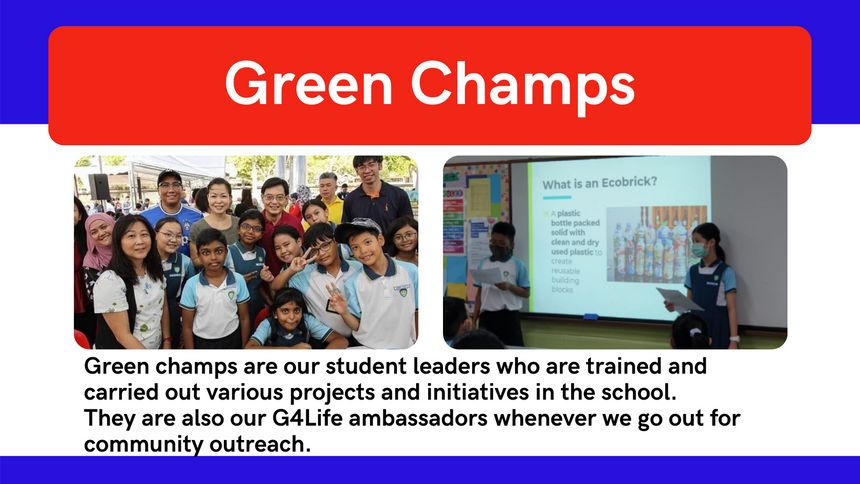 Green Champs
What is an Ecobrick?
A plastic
bottle packed
solid with
clean and dry
used plastic to
create
reusable
building
blocks
Green champs are our student leaders who are trained and
carried out various projects and initiatives in the school.
They are also our G4Life ambassadors whenever we go out for
community outreach.